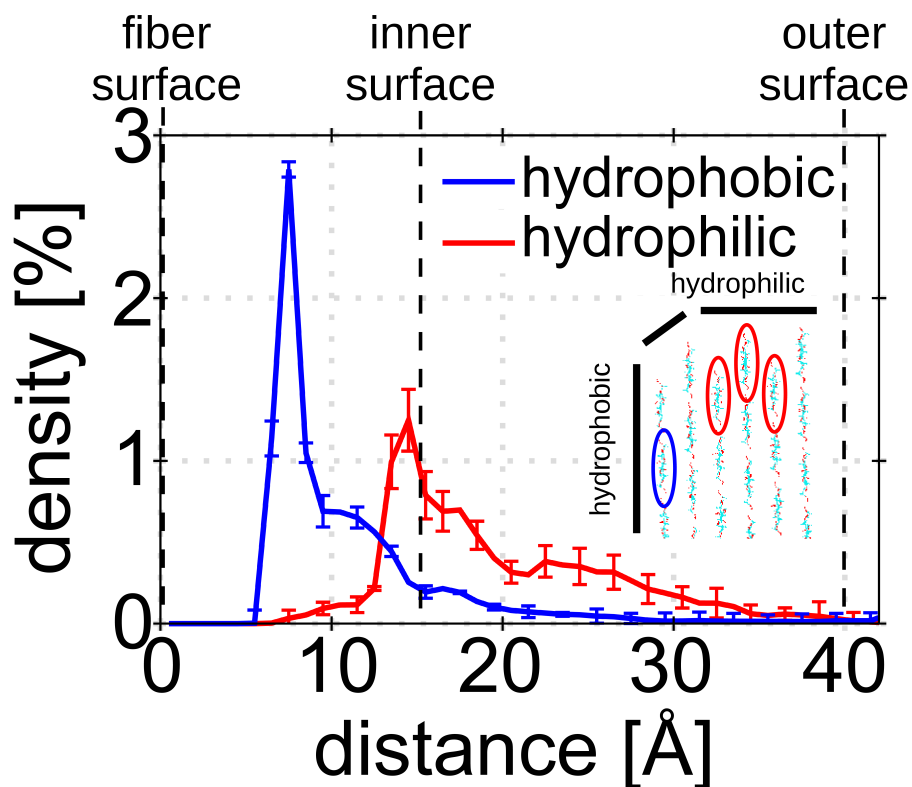 fiber surface
inner surface
outer surface
3
2
1
0
density [%]
hydrophobic
hydrophilic
hydrophilic
hydrophobic
0 10 20 30 40
distance [Å]